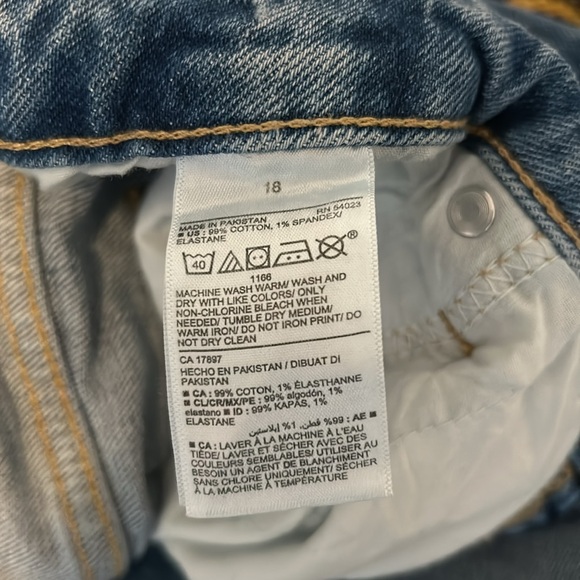 18
RN 54023
MADE IN PAKISTAN
■ US : 99% COTTON, 1% SPANDEX/
ELASTANE
40
®
1166
MACHINE WASH WARM/ WASH AND
DRY WITH LIKE COLORS/ ONLY
NON-CHLORINE BLEACH WHEN
NEEDED/ TUMBLE DRY MEDIUM/
WARM IRON/ DO NOT IRON PRINT/ DO
NOT DRY CLEAN
CA 17897
HECHO EN PAKISTAN / DIBUAT DI
PAKISTAN
■ CA : 99% COTON, 1% ÉLASTHANNE
■ CL/CR/MX/PE : 99% algodón, 1%
elastano ■ ID : 99% KAPAS, 1%
ELASTANE
■ AE : 99% قطن, 1% إيلاستين
■ CA : LAVER À LA MACHINE À L'EAU
TIÈDE/ LAVER ET SÉCHER AVEC DES
COULEURS SEMBLABLES/ UTILISER AU
BESOIN UN AGENT DE BLANCHIMENT
SANS CHLORE UNIQUEMENT/ SÉCHER
À LA MACHINE À TEMPÉRATURE